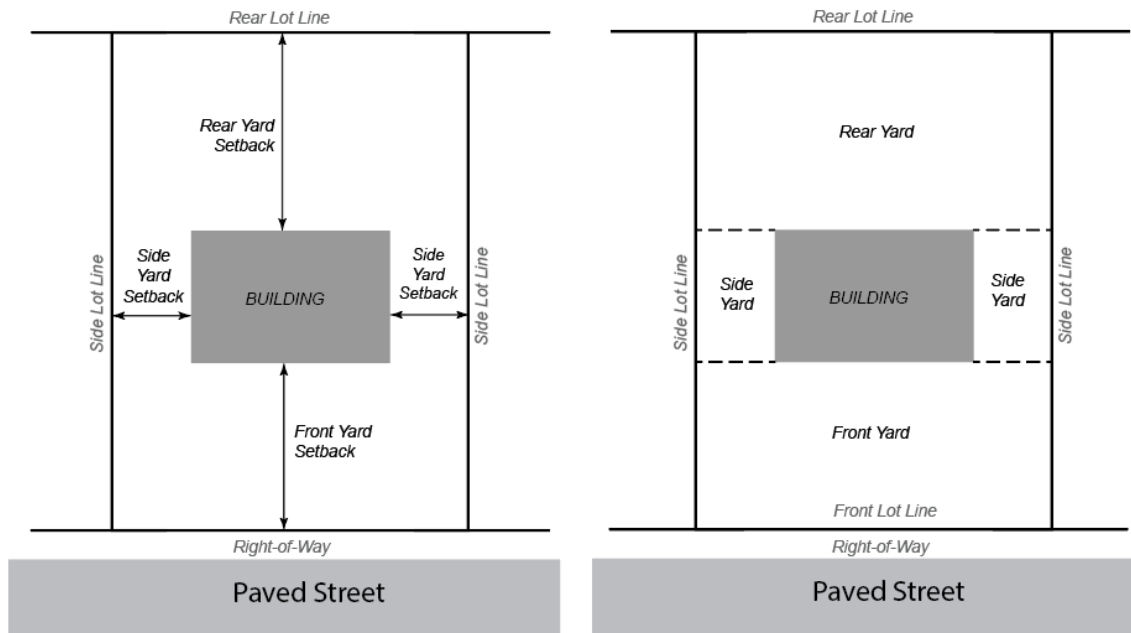 Rear Lot Line
Rear Yard
Setback
Side
Yard
Setback
BUILDING
Side
Yard
Setback
Side Lot Line
Side Lot Line
Front Yard
Setback
Right-of-Way
Paved Street
Rear Lot Line
Rear Yard
Side
Yard
BUILDING
Side
Yard
Side Lot Line
Side Lot Line
Front Yard
Front Lot Line
Right-of-Way
Paved Street